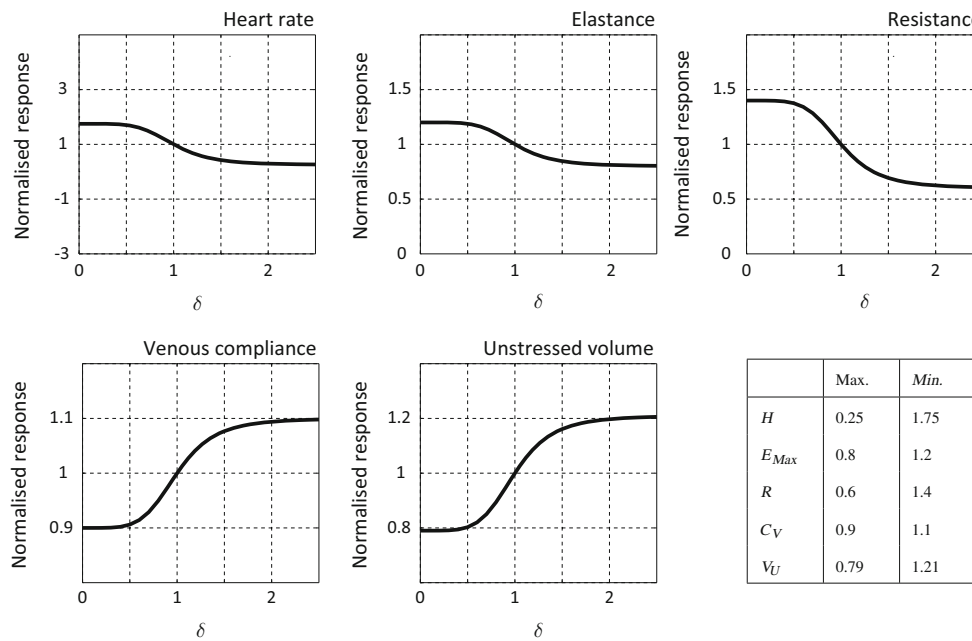 Heart rate
Normalised response
3
1
-1
-3
0
1
2
δ
Elastance
Normalised response
1.5
1
0.5
0
0
1
2
δ
Resistance
Normalised response
1.5
1
0.5
0
0
1
2
δ
Venous compliance
Normalised response
1.1
1
0.9
0
1
2
δ
Unstressed volume
Normalised response
1.2
1
0.8
0
1
2
δ
Max. Min.
H 0.25 1.75
E_Max 0.8 1.2
R 0.6 1.4
C_V 0.9 1.1
V_U 0.79 1.21